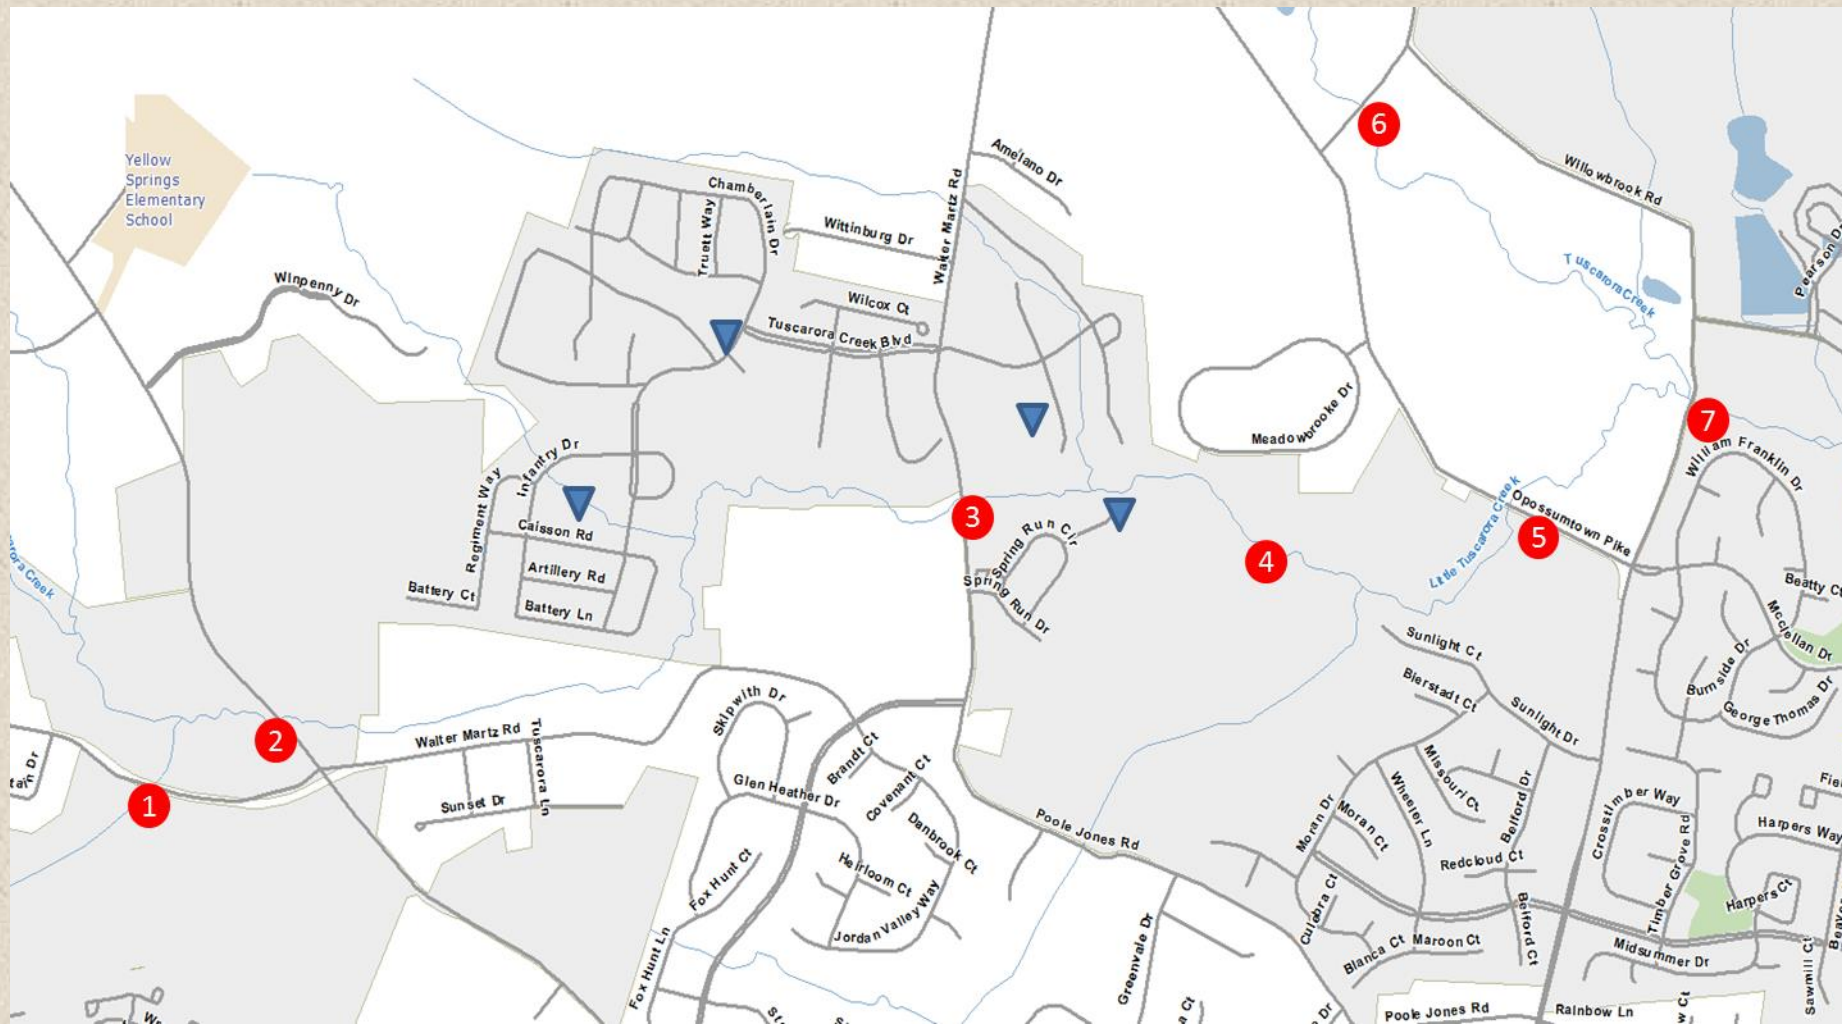 6
Amelano Dr
Willowbrook Rd
Yellow
Springs
Elementary
School
Chamberlain Dr
Truett Way
Wittinburg Dr
Walter Martz Rd
Pearson Dr
Tuscarora Creek
Winpenny Dr
Wilcox Ct
Tuscarora Creek Blvd
Meadowbrooke Dr
7
William Franklin Dr
Infantry Dr
Regiment Way
Caisson Rd
3
Spring Run Cir
Spring Run Dr
4
Opossumtown Pike
5
Little Tuscarora Creek
Artillery Rd
Battery Ct
Battery Ln
arora Creek
Beatty Ct
Mcclellan Dr
Burnside Dr
George Thomas Dr
Sunlight Ct
Bierstadt Ct
Sunlight Dr
Skipwith Dr
2
Walter Martz Rd
Tuscarora Ln
Brandt Ct
Missouri Ct
Covenant Ct
tain Dr
1
Sunset Dr
Glen Heather Dr
Wheeler Ln
Belford Dr
Crosstimber Way
Moran Dr
Moran Ct
Poole Jones Rd
Danbrook Ct
Harpers Way
Timber Grove Rd
Redcloud Ct
Heirloom Ct
Fox Hunt Ct
Harpers Ct
Culebra Ct
Belford Ct
Jordan Valley Way
Blanca Ct
Maroon Ct
Midsummer Dr
Greenvale Dr
Fox Hunt Ln
Sawmill Ct
Poole Jones Rd
Rainbow Ln